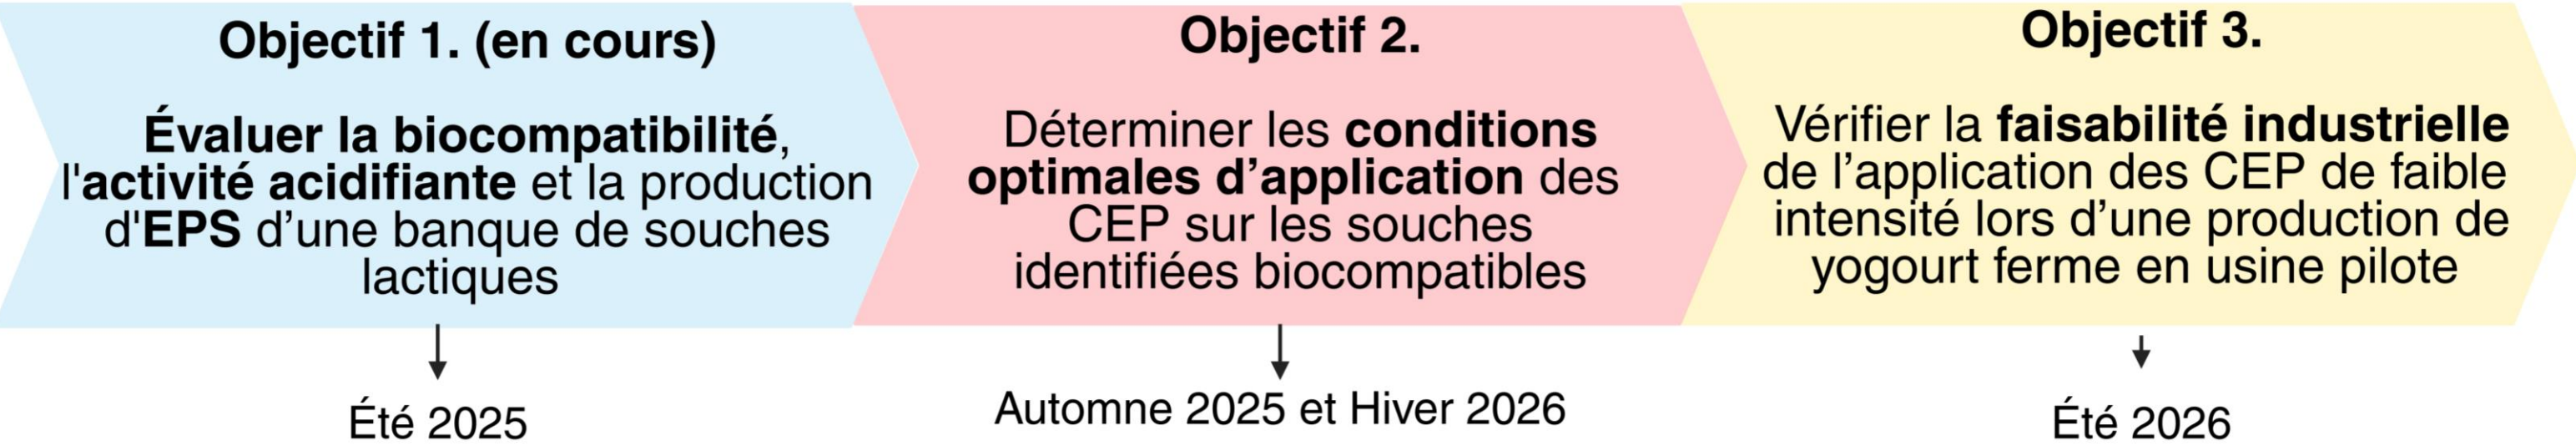 Objectif 1. (en cours)
Évaluer la biocompatibilité,
l'activité acidifiante et la production
d'EPS d’une banque de souches
lactiques
Été 2025
Objectif 2.
Déterminer les conditions
optimales d’application des
CEP sur les souches
identifiées biocompatibles
Automne 2025 et Hiver 2026
Objectif 3.
Vérifier la faisabilité industrielle
de l’application des CEP de faible
intensité lors d’une production de
yogourt ferme en usine pilote
Été 2026